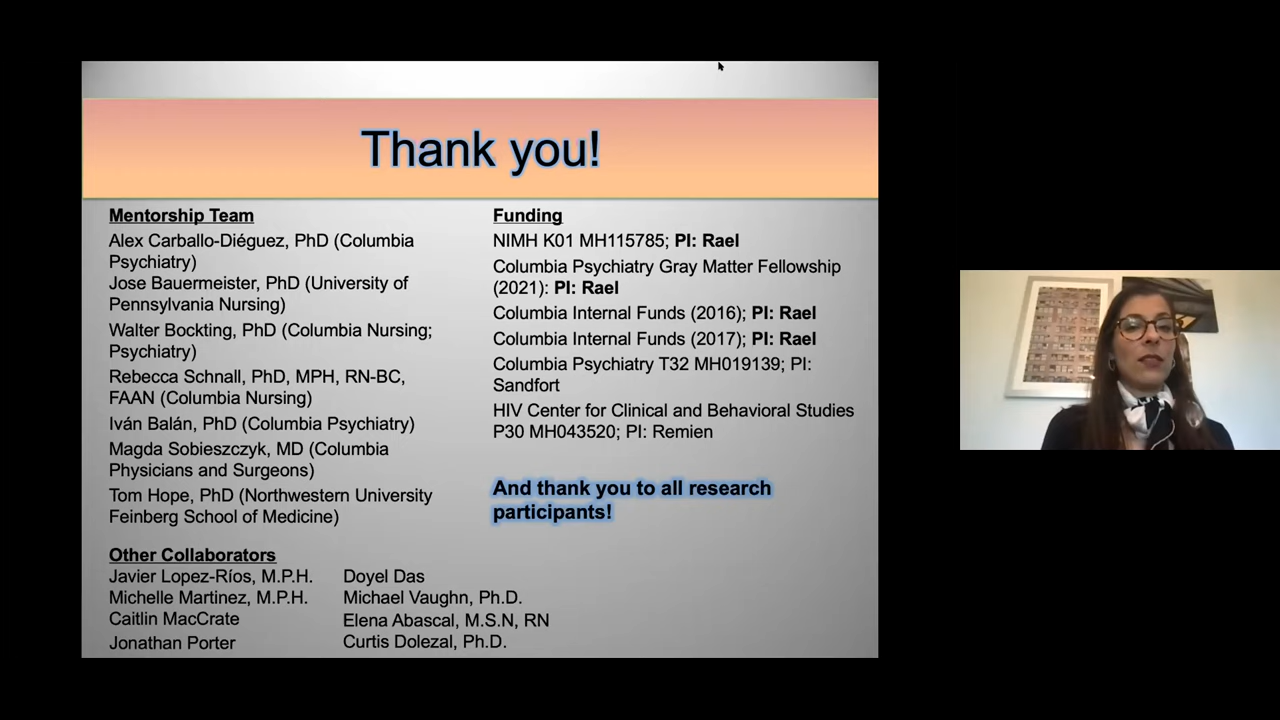 Thank you!
Mentorship Team
Alex Carballo-Diéguez, PhD (Columbia
Psychiatry)
Jose Bauermeister, PhD (University of
Pennsylvania Nursing)
Walter Bockting, PhD (Columbia Nursing;
Psychiatry)
Rebecca Schnall, PhD, MPH, RN-BC,
FAAN (Columbia Nursing)
Iván Balán, PhD (Columbia Psychiatry)
Magda Sobieszczyk, MD (Columbia
Physicians and Surgeons)
Tom Hope, PhD (Northwestern University
Feinberg School of Medicine)
Other Collaborators
Javier Lopez-Ríos, M.P.H.
Michelle Martinez, M.P.H.
Caitlin MacCrate
Jonathan Porter
Doyel Das
Michael Vaughn, Ph.D.
Elena Abascal, M.S.N, RN
Curtis Dolezal, Ph.D.
Funding
NIMH K01 MH115785; PI: Rael
Columbia Psychiatry Gray Matter Fellowship
(2021): PI: Rael
Columbia Internal Funds (2016); PI: Rael
Columbia Internal Funds (2017); PI: Rael
Columbia Psychiatry T32 MH019139; PI:
Sandfort
HIV Center for Clinical and Behavioral Studies
P30 MH043520; PI: Remien
And thank you to all research
participants!